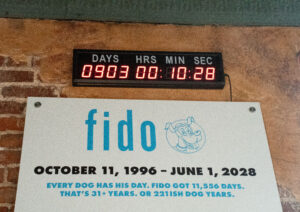 DAYS HRS MIN SEC
0903 00:10:28
fido
OCTOBER 11, 1996 – JUNE 1, 2028
EVERY DOG HAS HIS DAY. FIDO GOT 11,556 DAYS.
THAT'S 31+ YEARS. OR 221ISH DOG YEARS.